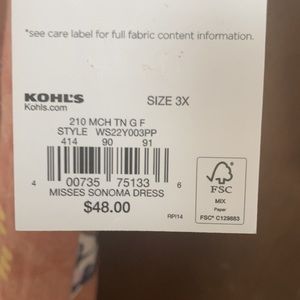 *see care label for full fabric content information.
KOHL'S
Kohls.com
SIZE 3X
210 MCH TN G F
STYLE WS22Y003PP
414 90 91
4 00735 75133 6
MISSES SONOMA DRESS
$48.00
RPI14
FSC
MIX
Paper
FSC® C129883